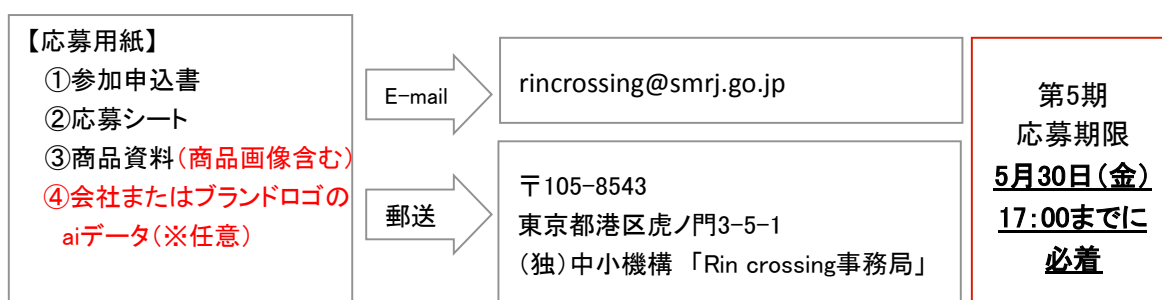 【応募用紙】
①参加申込書
②応募シート
③商品資料(商品画像含む)
④会社またはブランドロゴの
aiデータ(※任意)
E-mail
rincrossing@smrj.go.jp
郵送
〒105-8543
東京都港区虎ノ門3-5-1
(独)中小機構 「Rin crossing事務局」
第5期
応募期限
5月30日(金)
17:00までに
必着